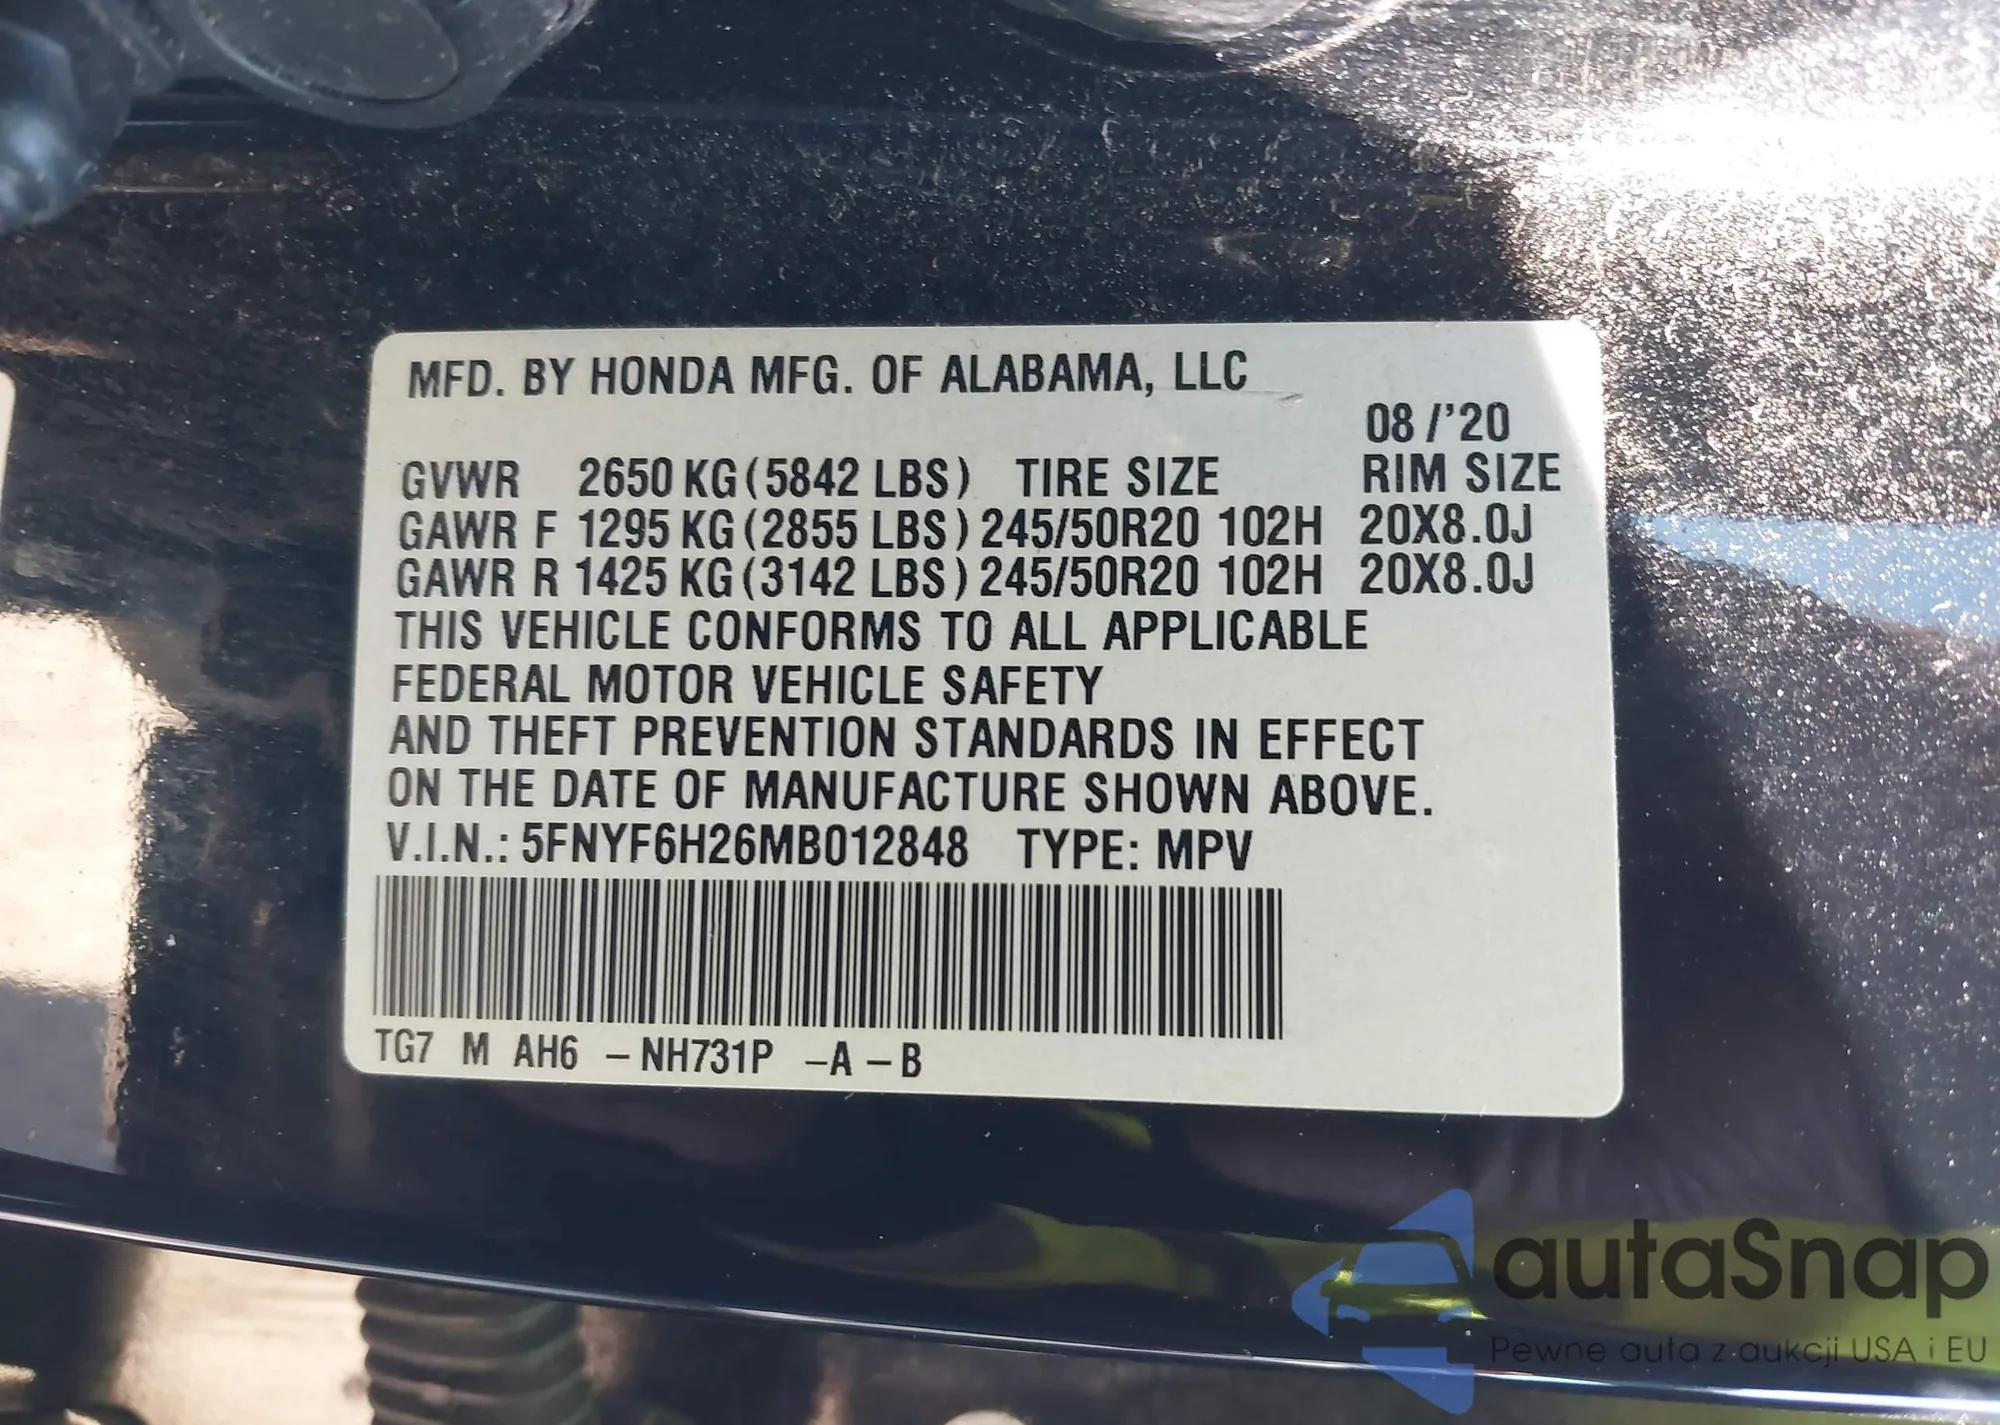 MFD. BY HONDA MFG. OF ALABAMA, LLC
08 /'20
GVWR 2650 KG (5842 LBS) TIRE SIZE RIM SIZE
GAWR F 1295 KG (2855 LBS) 245/50R20 102H 20X8.0J
GAWR R 1425 KG (3142 LBS) 245/50R20 102H 20X8.0J
THIS VEHICLE CONFORMS TO ALL APPLICABLE
FEDERAL MOTOR VEHICLE SAFETY
AND THEFT PREVENTION STANDARDS IN EFFECT
ON THE DATE OF MANUFACTURE SHOWN ABOVE.
V.I.N.: 5FNYF6H26MB012848 TYPE: MPV
TG7 M AH6 – NH731P –A – B
autaSnap
Pewne auta z aukcji USA i EU